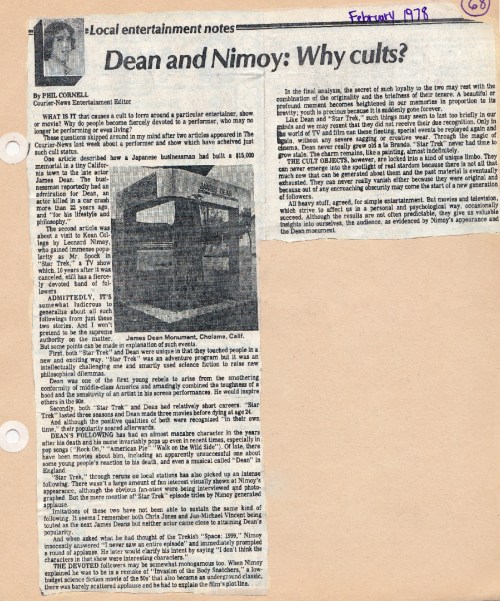 February 1978
68
Local entertainment notes
Dean and Nimoy: Why cults?
By PHIL CORNELL
Courier-News Entertainment Editor
WHAT IS IT that causes a cult to form around a particular entertainer, show
or movie? Why do people become fiercely devoted to a performer, who may no
longer be performing or even living?
These questions skipped around in my mind after two articles appeared in The
Courier-News last week about a performer and show which have acheived just
such cult status.
One article described how a Japanese businessman had built a $15,000
memorial in a tiny Califor-
nia town to the late actor
James Dean. The busi-
nessman reportedly had an
admiration for Dean, an
actor killed in a car crash
more than 22 years ago,
and "for his lifestyle and
philosophy."
The second article was
about a visit to Kean Col-
lege by Leonard Nimoy,
who gained immense pop-
ularity as Mr. Spock in
"Star Trek," a TV show
which, 10 years after it was
canceled, still has a fierce-
ly devoted band of fol-
lowers
ADMITTEDLY, IT'S
somewhat ludicrous to
generalize about all such
followings from just these
two stories. And I won't
pretend to be the supreme
authority on the matter.
But some points can be made in explanation of such events.
James Dean Monument, Cholame, Calif.
First, both "Star Trek" and Dean were unique in that they touched people in a
new and exciting way. "Star Trek" was an adventure program but it was an
intellectually challenging one and smartly used science fiction to raise new
philosophical dilemmas.
Dean was one of the first young rebels to arise from the smothering
conformity of middle-class America and amazingly combined the toughness of a
hood and the sensitivity of an artist in his screen performances. He would inspire
others in the 60s
Secondly, both "Star Trek" and Dean had relatively short careers. "Star
Trek" lasted three seasons and Dean made three movies before dying at age 24.
And although the positive qualities of both were recognized "in their own
time," their popularity soared afterwards.
DEAN'S FOLLOWING has had an almost macabre character in the years
after his death and his name invariably pops up even in recent times, especially in
pop songs ("Rock On," "American Pie" "Walk on the Wild Side"). Of late, there
have been movies about him, including an apparently unsuccessful one about
some young people's reaction to his death, and even a musical called "Dean" in
England.
"Star Trek," through reruns on local stations has also picked up an intense
following. There wasn't a large amount of fan interest visually shown at Nimoy's
appearance, although the obvious fan-atics were being interviewed and photo-
graphed. But the mere mention of "Star Trek" episode titles by Nimoy generated
applause.
Imitations of these two have not been able to sustain the same kind of
following. It seems I remember both Chris Jones and Jan-Michael Vincent being
touted as the next James Deans but neither actor came close to attaining Dean's
popularity.
And when asked what he had thought of the Trekish "Space: 1999," Nimoy
innocently answered "I never saw an entire episode" and immediately prompted
a round of applause. He later would clarify his intent by saying "I don't think the
characters in that show were interesting characters."
THE DEVOTED followers may be somewhat monogamous too. When Nimoy
explained he was to be in a remake of "Invasion of the Body Snatchers," a low-
budget science fiction movie of the 50s' that also became an underground classic,
there was barely scattered applause and he had to explain the film's plot line.
In the final analysis, the secret of such loyalty to the two may rest with the
combination of the originality and the briefness of their tenure. A beautiful or
profound moment becomes heightened in our memories in proportion to its
brevity; youth is precious because it is suddenly gone forever.
Like Dean and "Star Trek," such things may seem to last too briefly in our
minds and we may resent that they did not receive their due recognition. Only in
the world of TV and film can these fleeting, special events be replayed again and
again, without any severe sagging or creative wear. Through the magic of
cinema, Dean never really grew old a la Brando. "Star Trek" never had time to
grow stale. The charm remains, like a painting, almost indefinitely.
THE CULT OBJECTS, however, are locked into a kind of unique limbo. They
can never emerge into the spotlight of real stardom because there is not all that
much now that can be generated about them and the past material is eventually
exhausted. They can never really vanish either because they were original and
because out of any approaching obscurity may come the start of a new generation
of followers.
All heavy stuff, agreed, for simple entertainment. But movies and television,
which strive to affect us in a personal and psychological way, occasionally
succeed. Although the results are not often predictable, they give us valuable
insights into ourselves, the audience, as evidenced by Nimoy's appearance and
the Dean monument.